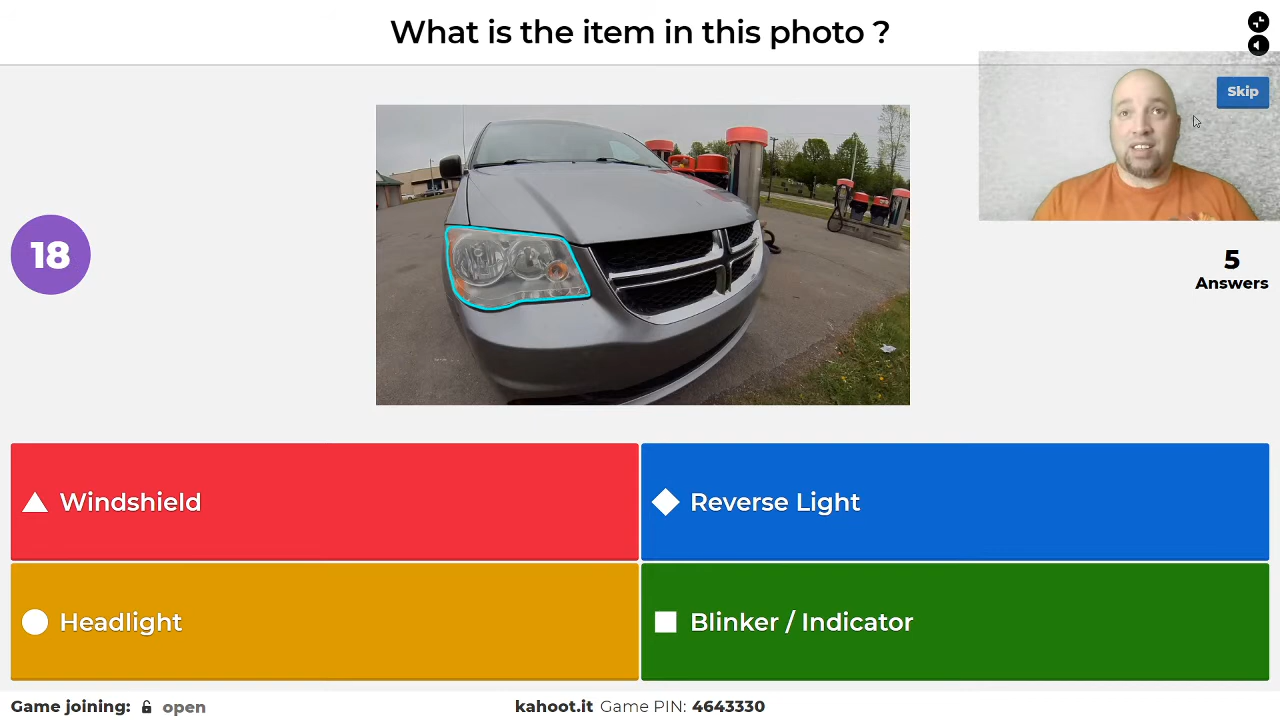 What is the item in this photo ?
Skip
18
5
Answers
Windshield
Reverse Light
Headlight
Blinker / Indicator
Game joining: open
kahoot.it Game PIN: 4643330